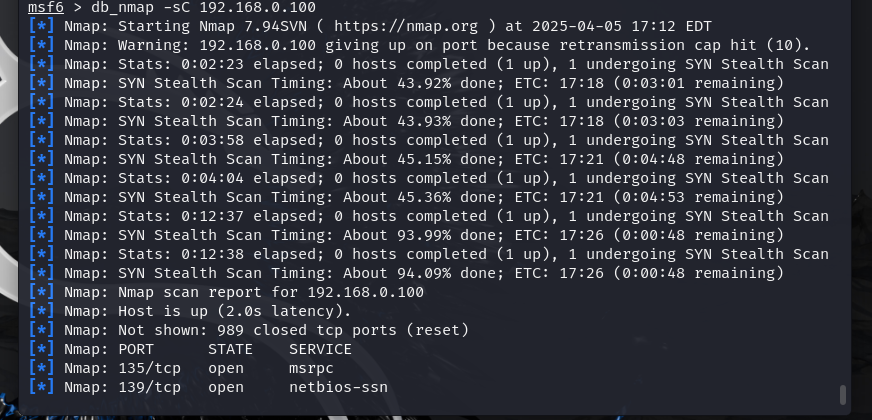 msf6 > db_nmap -sC 192.168.0.100
[*] Nmap: Starting Nmap 7.94SVN ( https://nmap.org ) at 2025-04-05 17:12 EDT
[*] Nmap: Warning: 192.168.0.100 giving up on port because retransmission cap hit (10).
[*] Nmap: Stats: 0:02:23 elapsed; 0 hosts completed (1 up), 1 undergoing SYN Stealth Scan
[*] Nmap: SYN Stealth Scan Timing: About 43.92% done; ETC: 17:18 (0:03:01 remaining)
[*] Nmap: Stats: 0:02:24 elapsed; 0 hosts completed (1 up), 1 undergoing SYN Stealth Scan
[*] Nmap: SYN Stealth Scan Timing: About 43.93% done; ETC: 17:18 (0:03:03 remaining)
[*] Nmap: Stats: 0:03:58 elapsed; 0 hosts completed (1 up), 1 undergoing SYN Stealth Scan
[*] Nmap: SYN Stealth Scan Timing: About 45.15% done; ETC: 17:21 (0:04:48 remaining)
[*] Nmap: Stats: 0:04:04 elapsed; 0 hosts completed (1 up), 1 undergoing SYN Stealth Scan
[*] Nmap: SYN Stealth Scan Timing: About 45.36% done; ETC: 17:21 (0:04:53 remaining)
[*] Nmap: Stats: 0:12:37 elapsed; 0 hosts completed (1 up), 1 undergoing SYN Stealth Scan
[*] Nmap: SYN Stealth Scan Timing: About 93.99% done; ETC: 17:26 (0:00:48 remaining)
[*] Nmap: Stats: 0:12:38 elapsed; 0 hosts completed (1 up), 1 undergoing SYN Stealth Scan
[*] Nmap: SYN Stealth Scan Timing: About 94.09% done; ETC: 17:26 (0:00:48 remaining)
[*] Nmap: Nmap scan report for 192.168.0.100
[*] Nmap: Host is up (2.0s latency).
[*] Nmap: Not shown: 989 closed tcp ports (reset)
[*] Nmap: PORT      STATE    SERVICE
[*] Nmap: 135/tcp   open     msrpc
[*] Nmap: 139/tcp   open     netbios-ssn